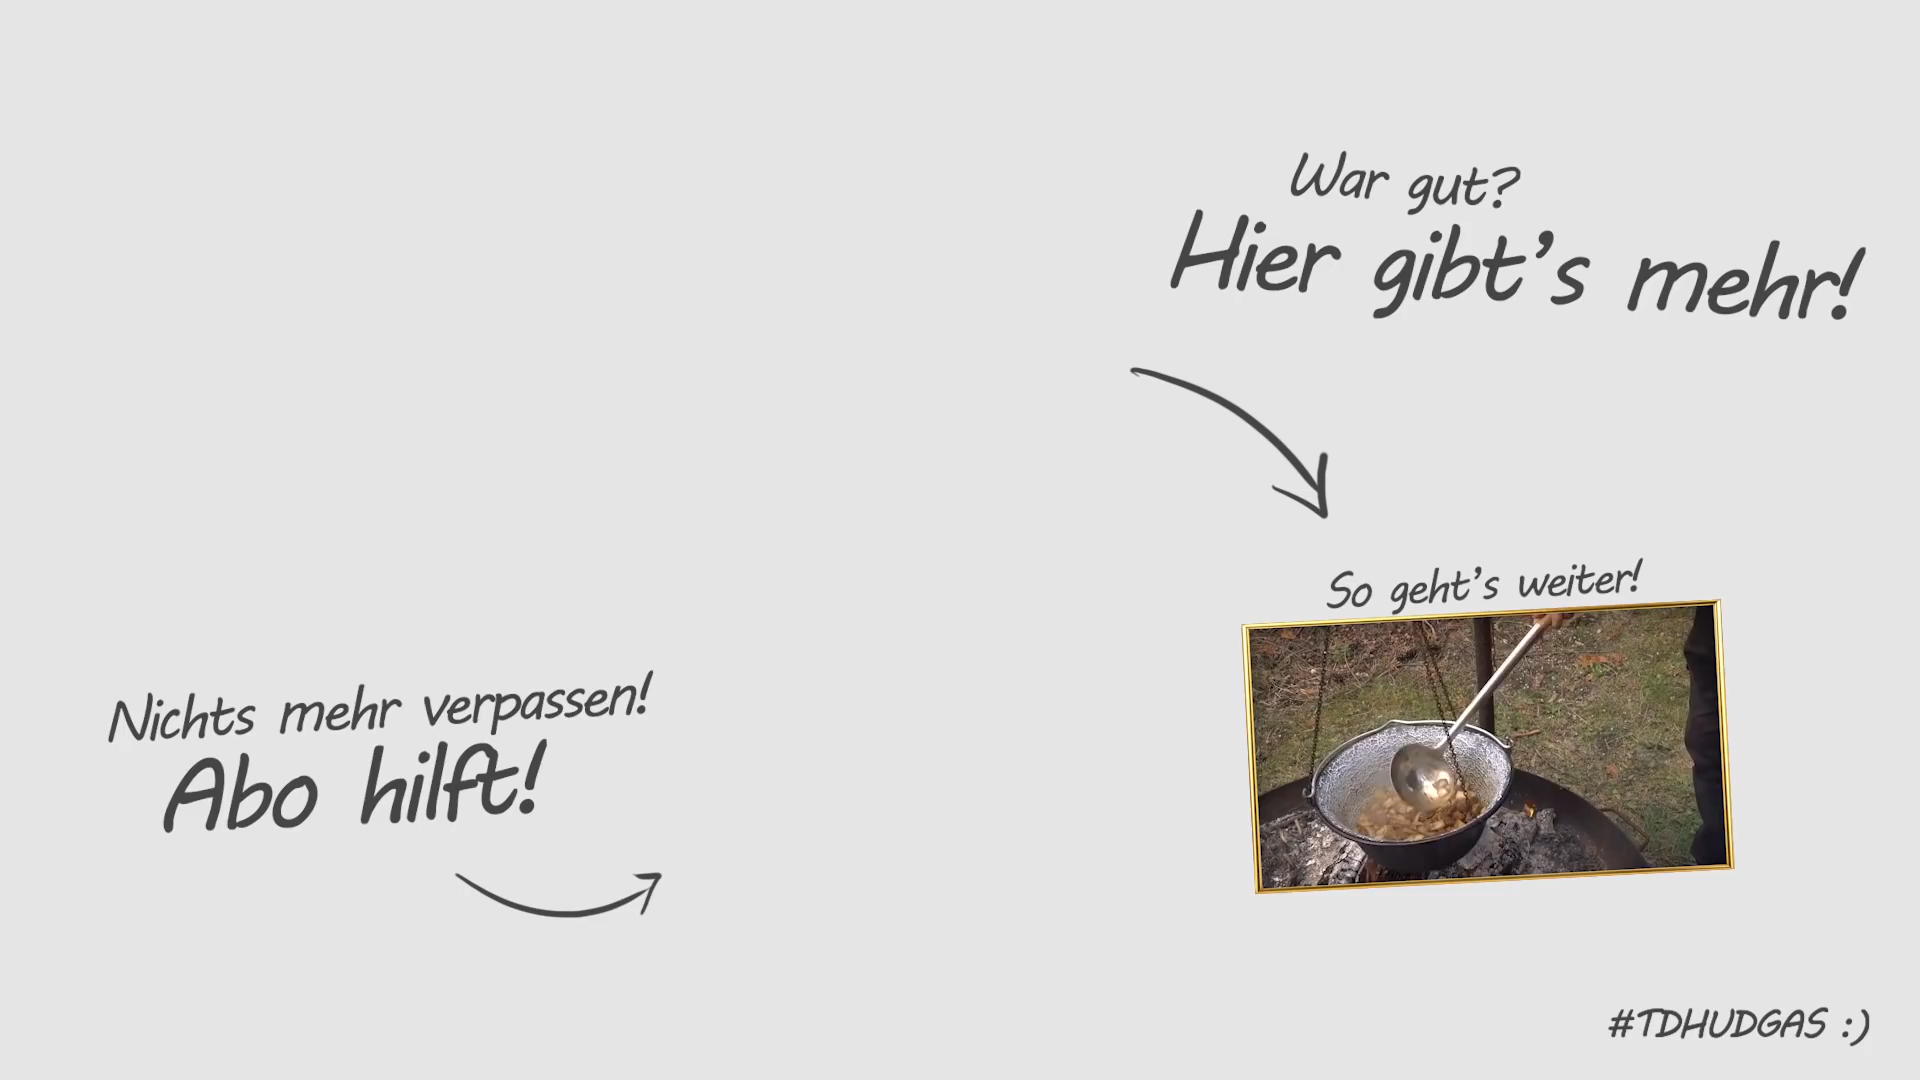 War gut?
Hier gibt's mehr!
So geht's weiter!
Nichts mehr verpassen!
Abo hilft!
#TDHUDGAS :)